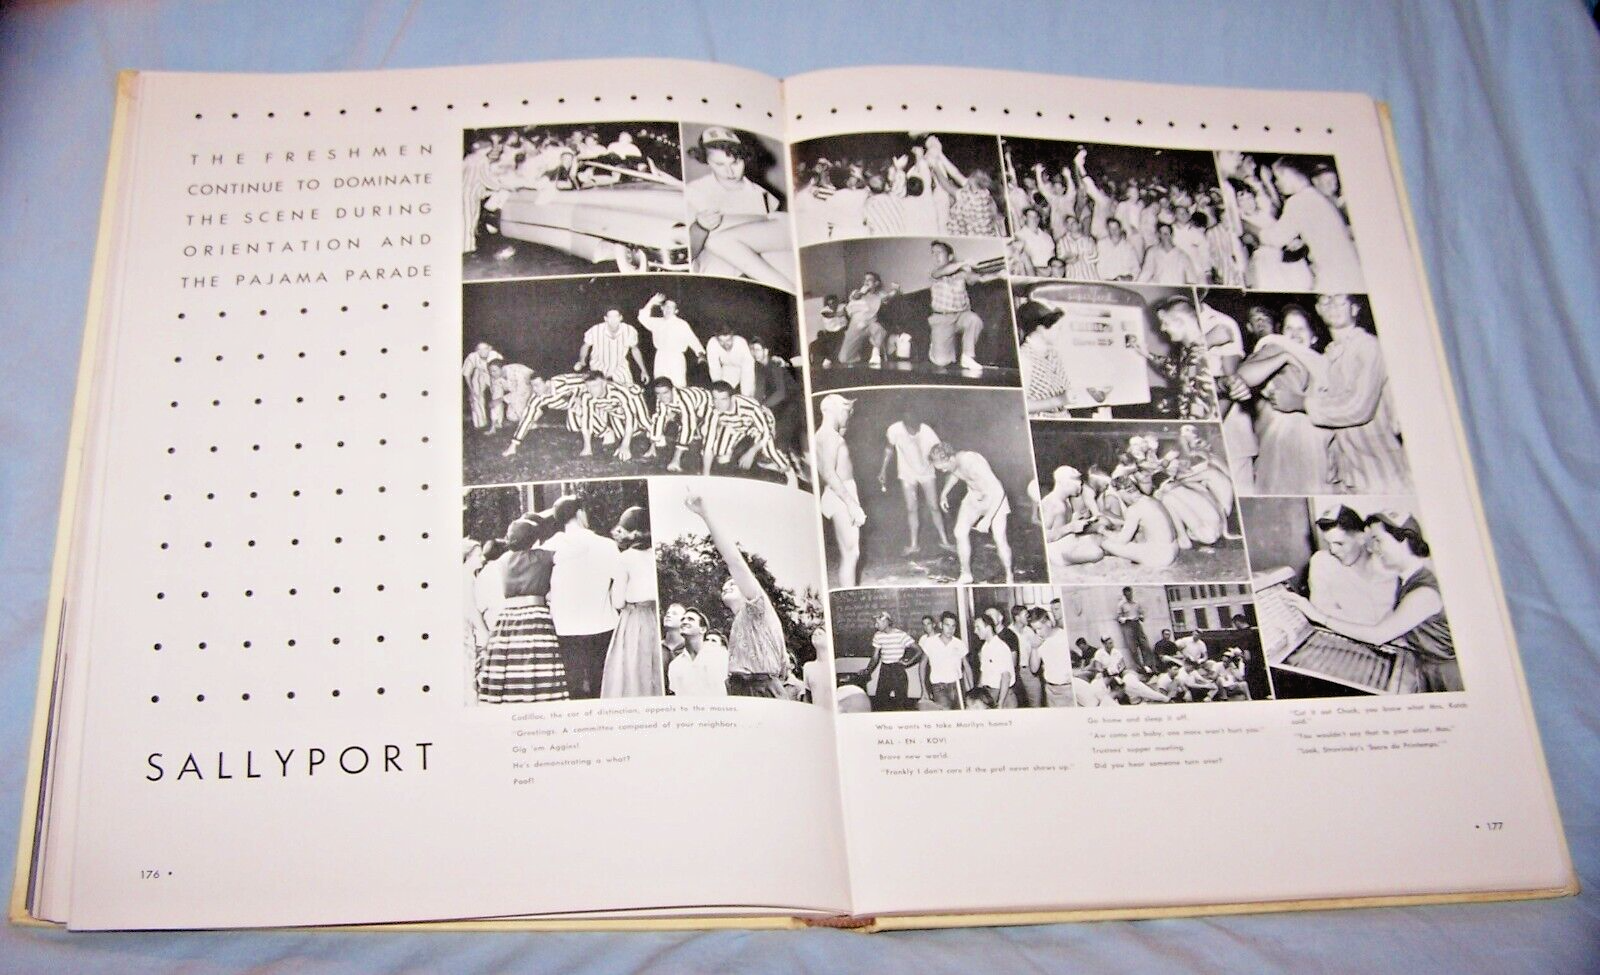 THE FRESHMEN
CONTINUE TO DOMINATE
THE SCENE DURING
ORIENTATION AND
THE PAJAMA PARADE
SALLYPORT
176 •
Cadillac, the car of distinction, appeals to the masses.
"Greetings. A committee composed of your neighbors . . ."
Gig 'em Aggies!
He's demonstrating a what?
Poof!
superfeed
Who wants to take Marilyn home?
MAL - EN - KOV!
Brave new world.
"Frankly I don't care if the prof never shows up."
Go home and sleep it off.
"Aw come on baby, one more won't hurt you."
Trustees' supper meeting.
Did you hear someone turn over?
"Cut it out Chuck, you know what Mrs. Kolth
said."
"You wouldn't say that to your sister, Mac."
"Look, Stravinsky's 'Sacre du Printemps.'"
• 177